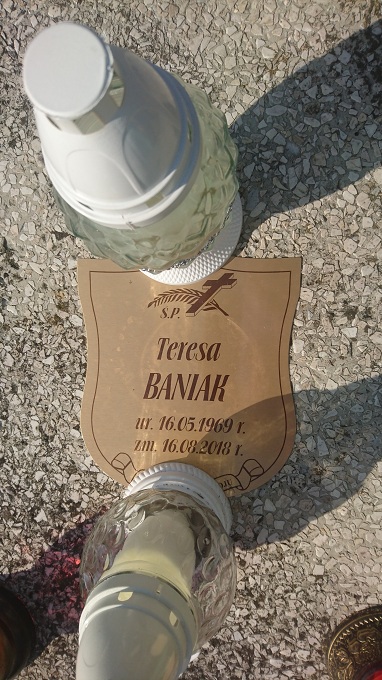 Ś.P.
Teresa
BANIAK
ur. 16.05.1969 r.
zm. 16.08.2018 r.